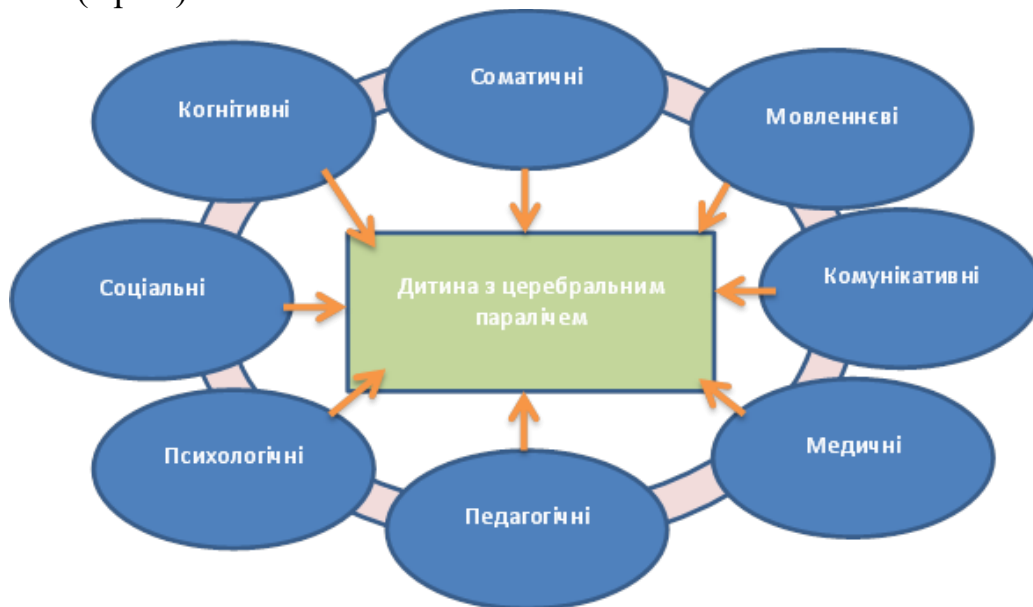 Соматичні
Когнітивні
Мовленнєві
Соціальні
Дитина з церебральним
паралічем
Комунікативні
Психологічні
Медичні
Педагогічні